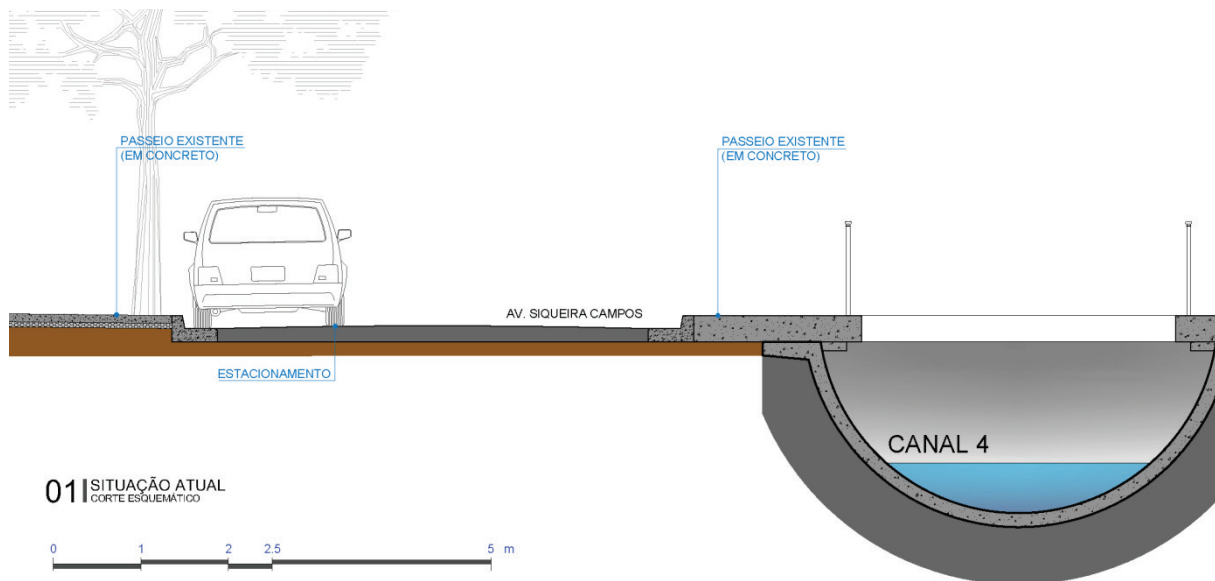 PASSEIO EXISTENTE
(EM CONCRETO)
PASSEIO EXISTENTE
(EM CONCRETO)
AV. SIQUEIRA CAMPOS
ESTACIONAMENTO
CANAL 4
01 SITUAÇÃO ATUAL
CORTE ESQUEMÁTICO
0 1 2 2.5 5 m